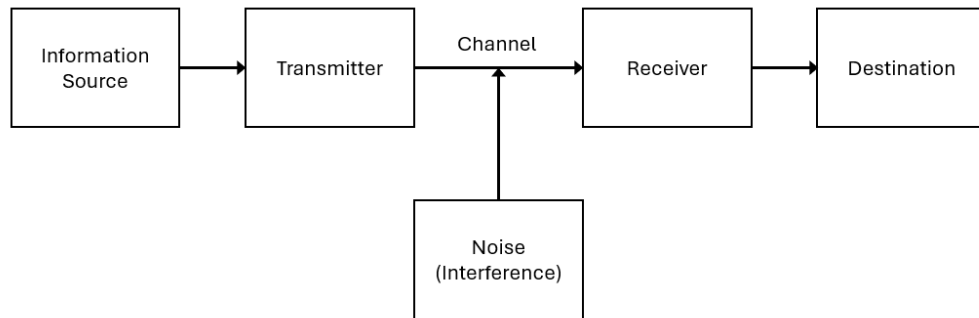 Information
Source
Transmitter
Channel
Receiver
Destination
Noise
(Interference)